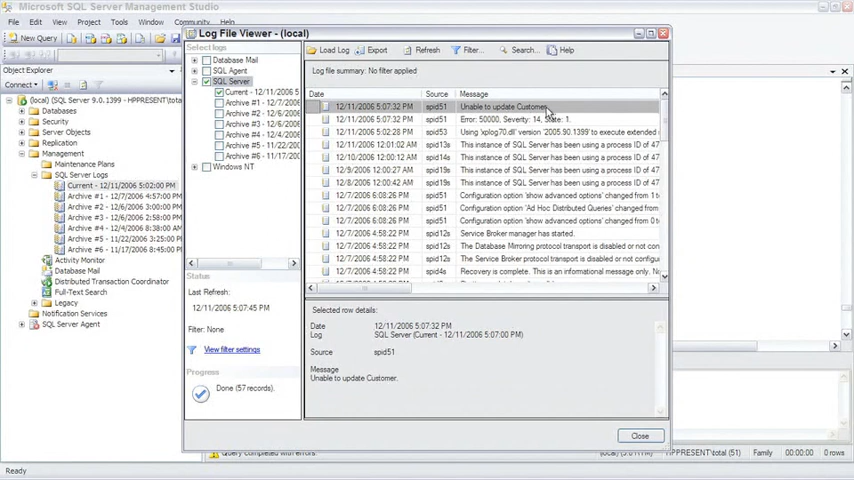 Microsoft SQL Server Management Studio
File Edit View Project Tools Window Community Help
New Query
Object Explorer
Connect
(local) (SQL Server 9.0.1399 - HPPRESENT\total
Databases
Security
Server Objects
Replication
Management
Maintenance Plans
SQL Server Logs
Current - 12/11/2006 5:02:00 PM
Archive #1 - 12/7/2006 4:57:00
Archive #2 - 12/6/2006 3:00:00
Archive #3 - 12/6/2006 2:58:00
Archive #4 - 12/5/2006 6:03:00
Archive #5 - 11/22/2006 3:25:00
Archive #6 - 11/17/2006 8:45:00
Activity Monitor
Database Mail
Distributed Transaction Coordinator
Full-Text Search
Legacy
Notification Services
SQL Server Agent
Ready
Log File Viewer - (local)
Select logs
Database Mail
SQL Agent
SQL Server
Current - 12/11/2006 5
Archive #1 - 12/7/2006
Archive #2 - 12/6/2006
Archive #3 - 12/6/2006
Archive #4 - 12/5/2006
Archive #5 - 11/22/200
Archive #6 - 11/17/200
Windows NT
Status
Last Refresh:
12/11/2006 5:07:45 PM
Filter: None
View filter settings
Progress
Done (57 records).
Load Log Export Refresh Filter... Search... Help
Log file summary: No filter applied
Date Source Message
12/11/2006 5:07:32 PM spid51 Unable to update Customer.
12/11/2006 5:07:32 PM spid51 Error: 50000, Severity: 14, State: 1.
12/11/2006 5:02:28 PM spid53 Using 'xplog70.dll' version '2005.90.1399' to execute extended
12/11/2006 12:01:02 AM spid13s This instance of SQL Server has been using a process ID of 47
12/10/2006 12:00:12 AM spid14s This instance of SQL Server has been using a process ID of 47
12/9/2006 12:00:27 AM spid13s This instance of SQL Server has been using a process ID of 47
12/8/2006 12:00:42 AM spid19s This instance of SQL Server has been using a process ID of 47
12/7/2006 6:08:26 PM spid51 Configuration option 'show advanced options' changed from 1 t
12/7/2006 6:08:26 PM spid51 Configuration option 'Ad Hoc Distributed Queries' changed from
12/7/2006 6:08:26 PM spid51 Configuration option 'show advanced options' changed from 0 t
12/7/2006 4:58:22 PM spid12s Service Broker manager has started.
12/7/2006 4:58:22 PM spid12s The Database Mirroring protocol transport is disabled or not con
12/7/2006 4:58:22 PM spid12s The Service Broker protocol transport is disabled or not configu
12/7/2006 4:58:22 PM spid4s Recovery is complete. This is an informational message only. No
Selected row details:
Date 12/11/2006 5:07:32 PM
Log SQL Server (Current - 12/11/2006 5:07:00 PM)
Source spid51
Message
Unable to update Customer.
Close
Query completed with errors.
HPPRESENT\total (51) Family 00:00:00 0 rows